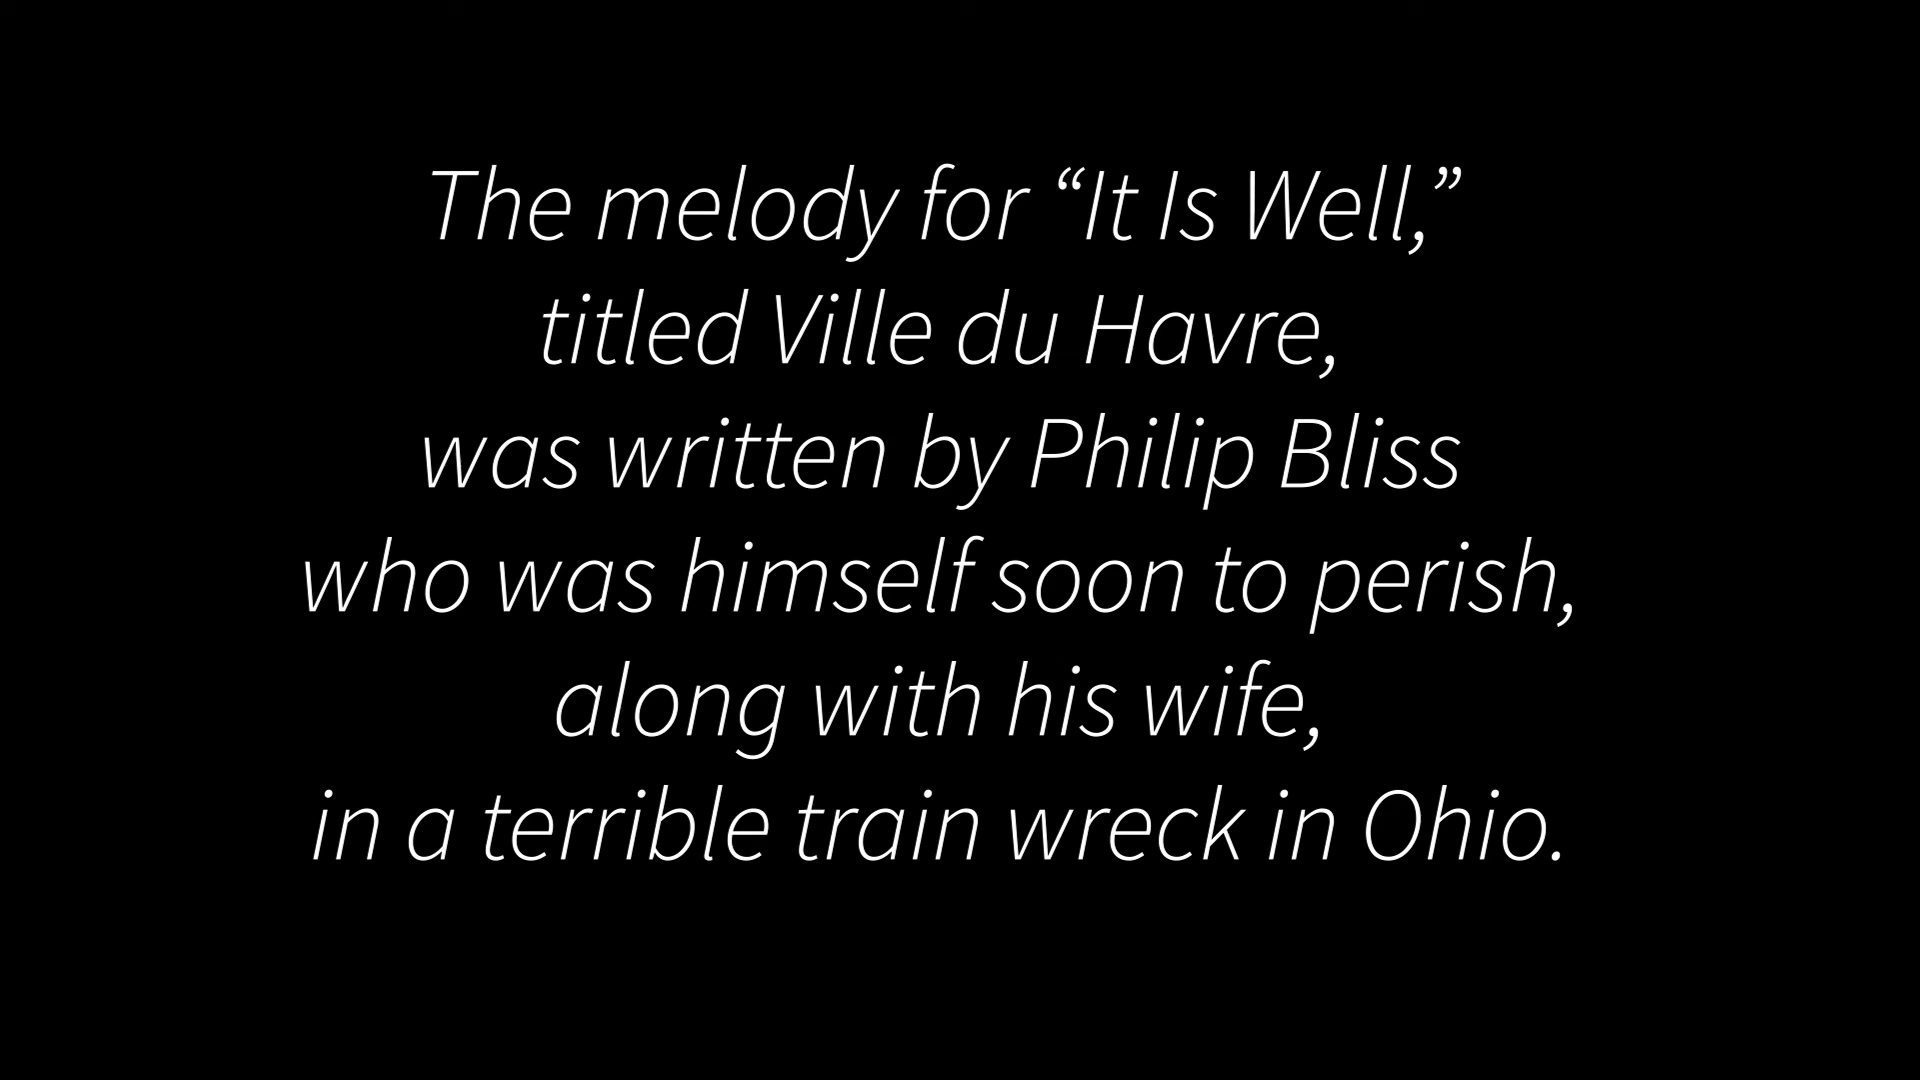 The melody for “It Is Well,”
titled Ville du Havre,
was written by Philip Bliss
who was himself soon to perish,
along with his wife,
in a terrible train wreck in Ohio.